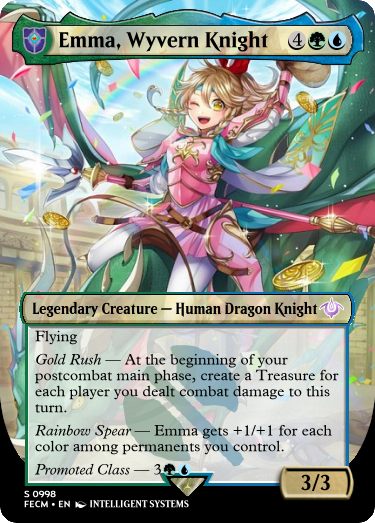 Emma, Wyvern Knight 4
Legendary Creature — Human Dragon Knight
Flying
Gold Rush — At the beginning of your
postcombat main phase, create a Treasure for
each player you dealt combat damage to this
turn.
Rainbow Spear — Emma gets +1/+1 for each
color among permanents you control.
Promoted Class — 3
3/3
S 0998
FECM • EN INTELLIGENT SYSTEMS